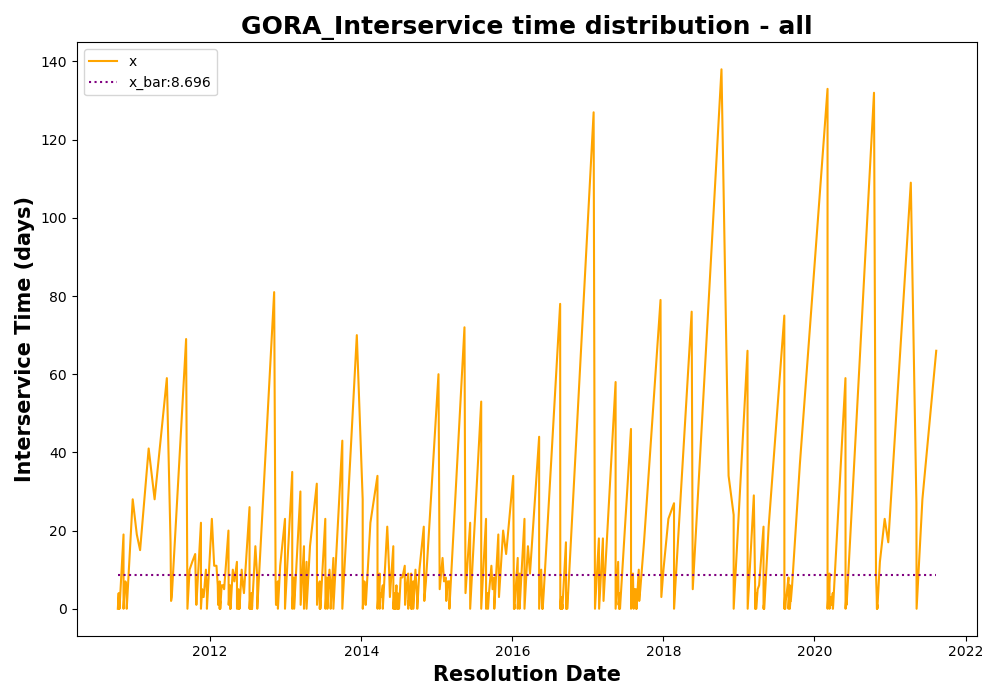 GORA_Interservice time distribution - all
x
x_bar:8.696
Interservice Time (days)
140
120
100
80
60
40
20
0
2012
2014
2016
2018
2020
2022
Resolution Date